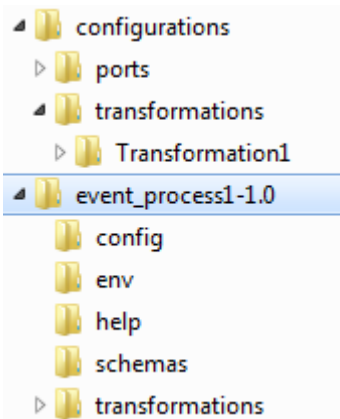 configurations
ports
transformations
Transformation1
event_process1-1.0
config
env
help
schemas
transformations